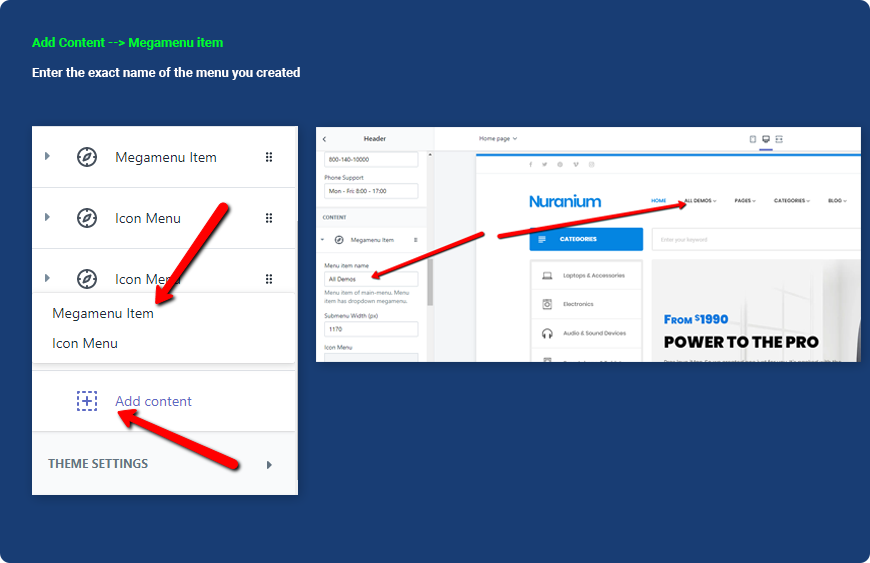 Add Content --> Megamenu item
Enter the exact name of the menu you created
Megamenu Item
Icon Menu
Icon Menu
Megamenu Item
Icon Menu
Add content
THEME SETTINGS
Header
Home page
800-140-10000
Phone Support
Mon - Fri: 8:00 - 17:00
CONTENT
Megamenu Item
Menu item name
All Demos
Menu item of main-menu. Menu
item has dropdown megamenu.
Submenu Width (px)
1170
Icon Menu
Nuranium
HOME
ALL DEMOS
PAGES
CATEGORIES
BLOG
CATEGORIES
Enter your keyword
Laptops & Accessories
Electronics
Audio & Sound Devices
FROM $1990
POWER TO THE PRO